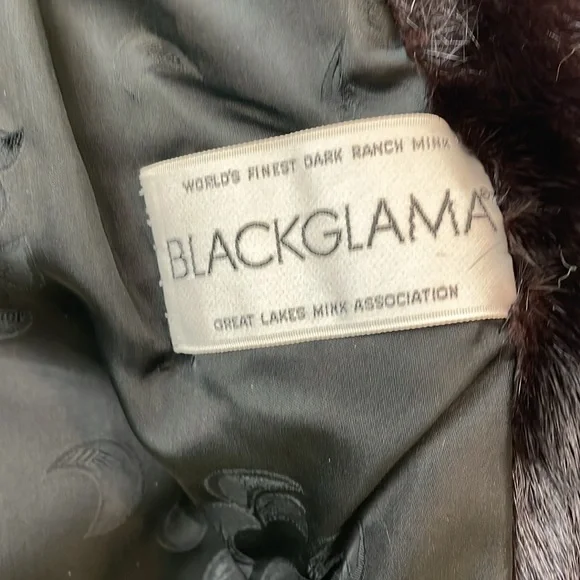 WORLD'S FINEST DARK RANCH MINK
BLACKGLAMA®
GREAT LAKES MINK ASSOCIATION